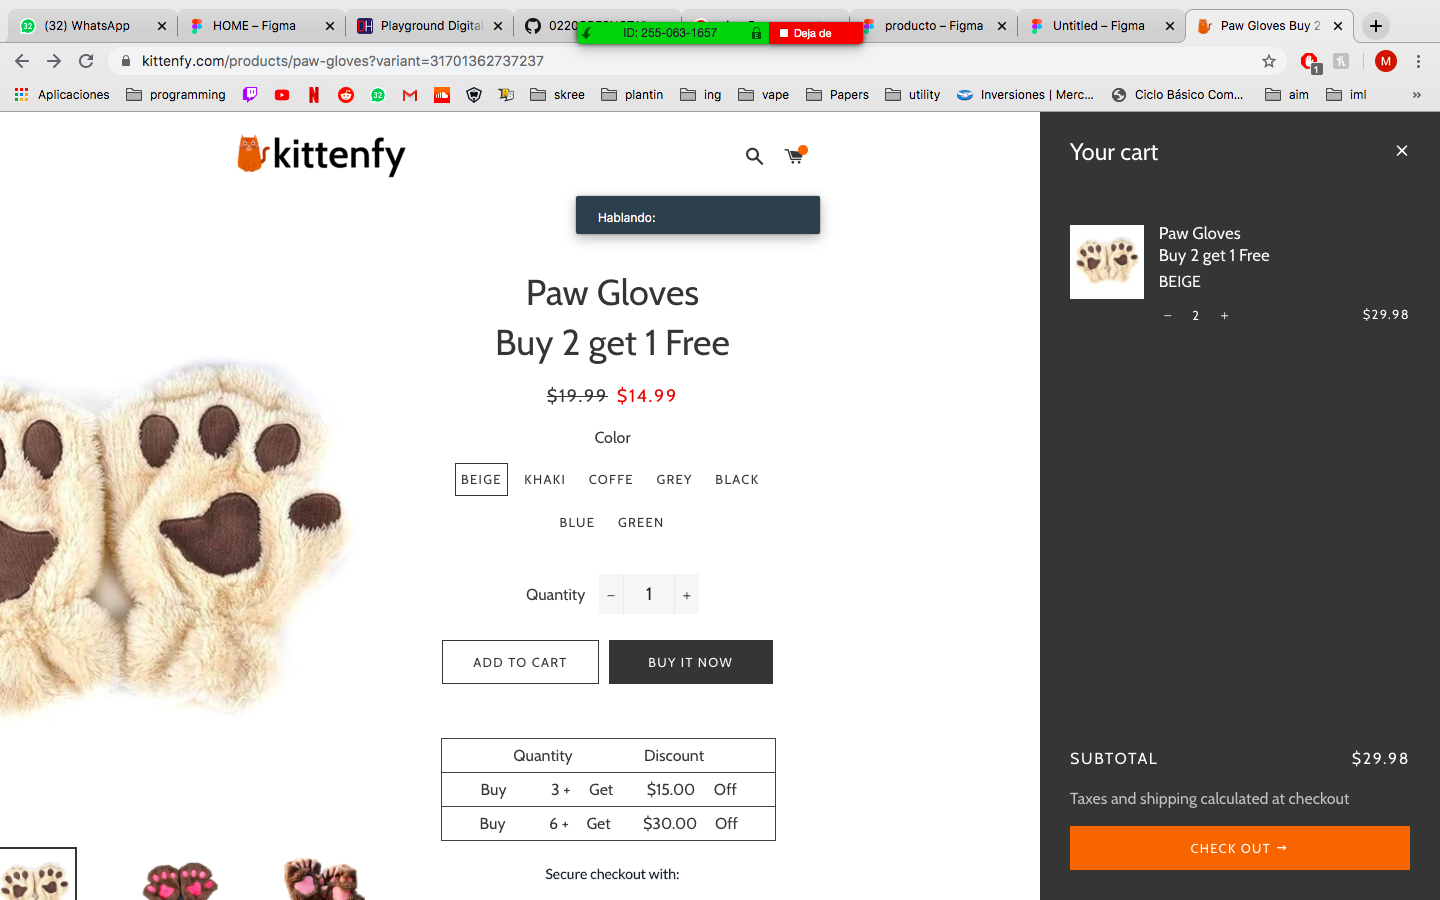 (32) WhatsApp
HOME – Figma
Playground Digital
producto – Figma
Untitled – Figma
Paw Gloves Buy 2
ID: 255-063-1657
Deja de
kittenfy.com/products/paw-gloves?variant=31701362737237
1
M
Aplicaciones
programming
skree
plantin
ing
vape
Papers
utility
Inversiones | Merc...
Ciclo Básico Com...
aim
iml
»
kittenfy
Hablando:
Paw Gloves
Buy 2 get 1 Free
$19.99 $14.99
Color
BEIGE KHAKI COFFE GREY BLACK
BLUE GREEN
Quantity − 1 +
ADD TO CART
BUY IT NOW
Quantity Discount
Buy 3 + Get $15.00 Off
Buy 6 + Get $30.00 Off
Secure checkout with:
Your cart
Paw Gloves
Buy 2 get 1 Free
BEIGE
− 2 + $29.98
SUBTOTAL $29.98
Taxes and shipping calculated at checkout
CHECK OUT →